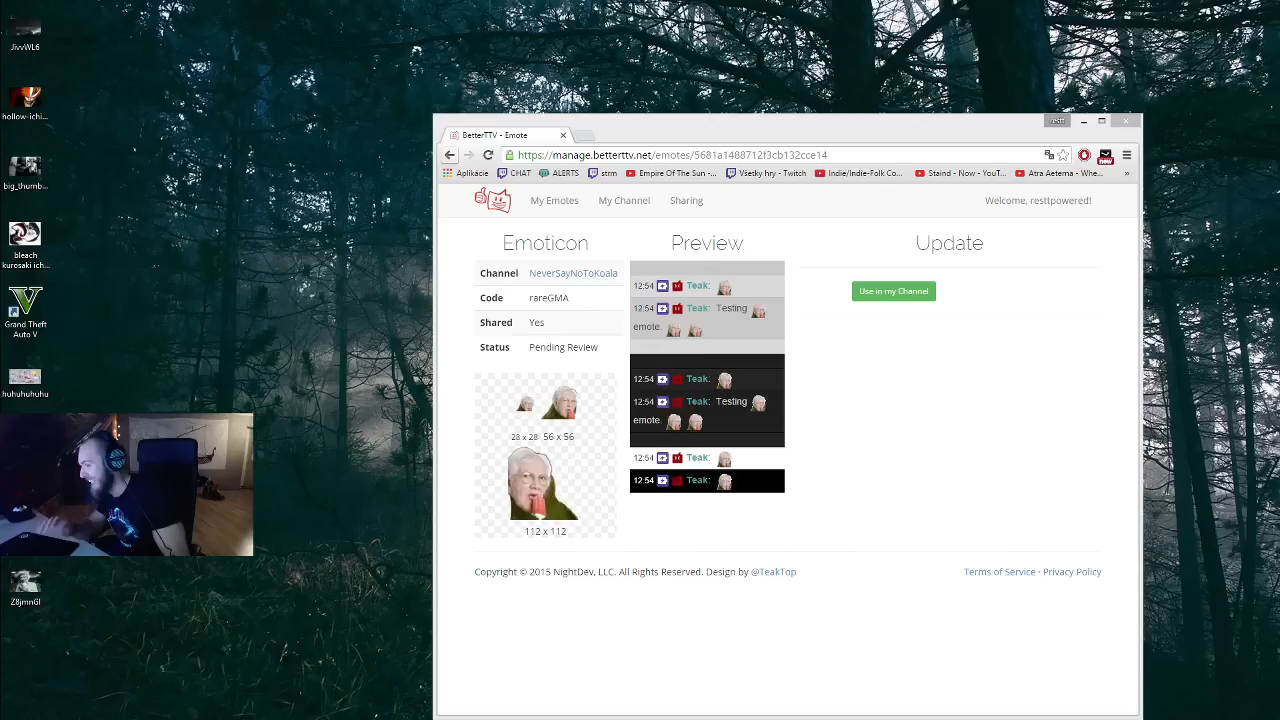 JivvWL6
hollow-ichi...
big_thumb...
bleach
kurosaki ich...
Grand Theft
Auto V
huhuhuhuhu
Z8jmnGl
restt
BetterTTV - Emote
https://manage.betterttv.net/emotes/5681a1488712f3cb132cce14
new
Aplikácie
CHAT
ALERTS
strm
Empire Of The Sun -...
Všetky hry - Twitch
Indie/Indie-Folk Co...
Staind - Now - YouT...
Atra Aeterna - Whe...
»
My Emotes
My Channel
Sharing
Welcome, resttpowered!
Emoticon
Channel NeverSayNoToKoala
Code rareGMA
Shared Yes
Status Pending Review
28 x 28 56 x 56
112 x 112
Preview
12:54 Teak:
12:54 Teak: Testing
emote.
12:54 Teak:
12:54 Teak: Testing
emote.
12:54 Teak:
12:54 Teak:
Update
Use in my Channel
Copyright © 2015 NightDev, LLC. All Rights Reserved. Design by @TeakTop
Terms of Service · Privacy Policy